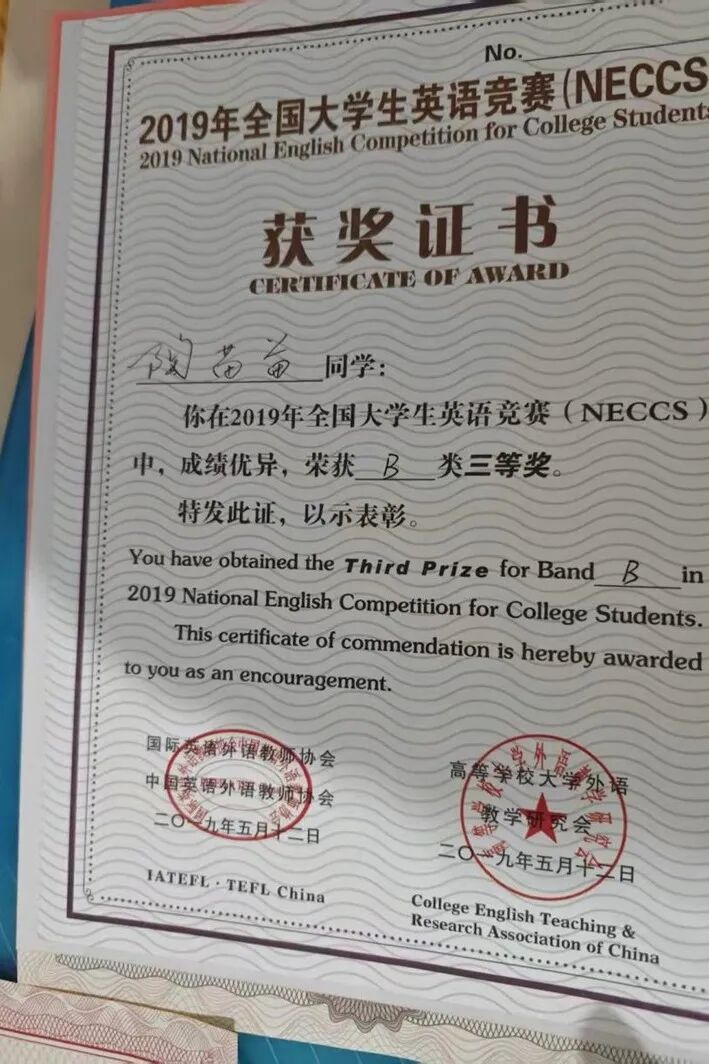 No.
2019年全国大学生英语竞赛(NECCS
2019 National English Competition for College Students
获奖证书
CERTIFICATE OF AWARD
陶苗苗同学:
你在2019年全国大学生英语竞赛(NECCS)
中,成绩优异,荣获 B 类三等奖。
特发此证,以示表彰。
You have obtained the Third Prize for Band B in
2019 National English Competition for College Students.
This certificate of commendation is hereby awarded
to you as an encouragement.
国际英语外语教师协会
中国英语外语教师协会
二〇一九年五月十二日
IATEFL·TEFL China
高等学校大学外语
教学研究会
二〇一九年五月十二日
College English Teaching &
Research Association of China